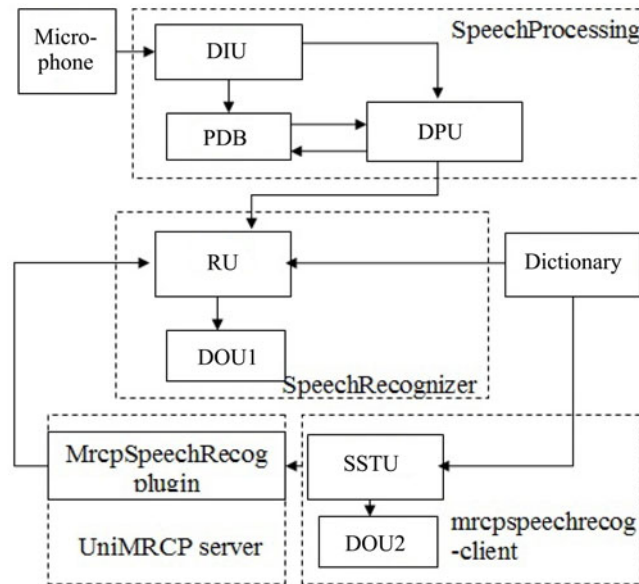 SpeechProcessing
Micro-
phone
DIU
PDB
DPU
RU
Dictionary
DOU1
SpeechRecognizer
MrcpSpeechRecog
plugin
SSTU
UniMRCP server
DOU2
mrcpspeechrecog
-client